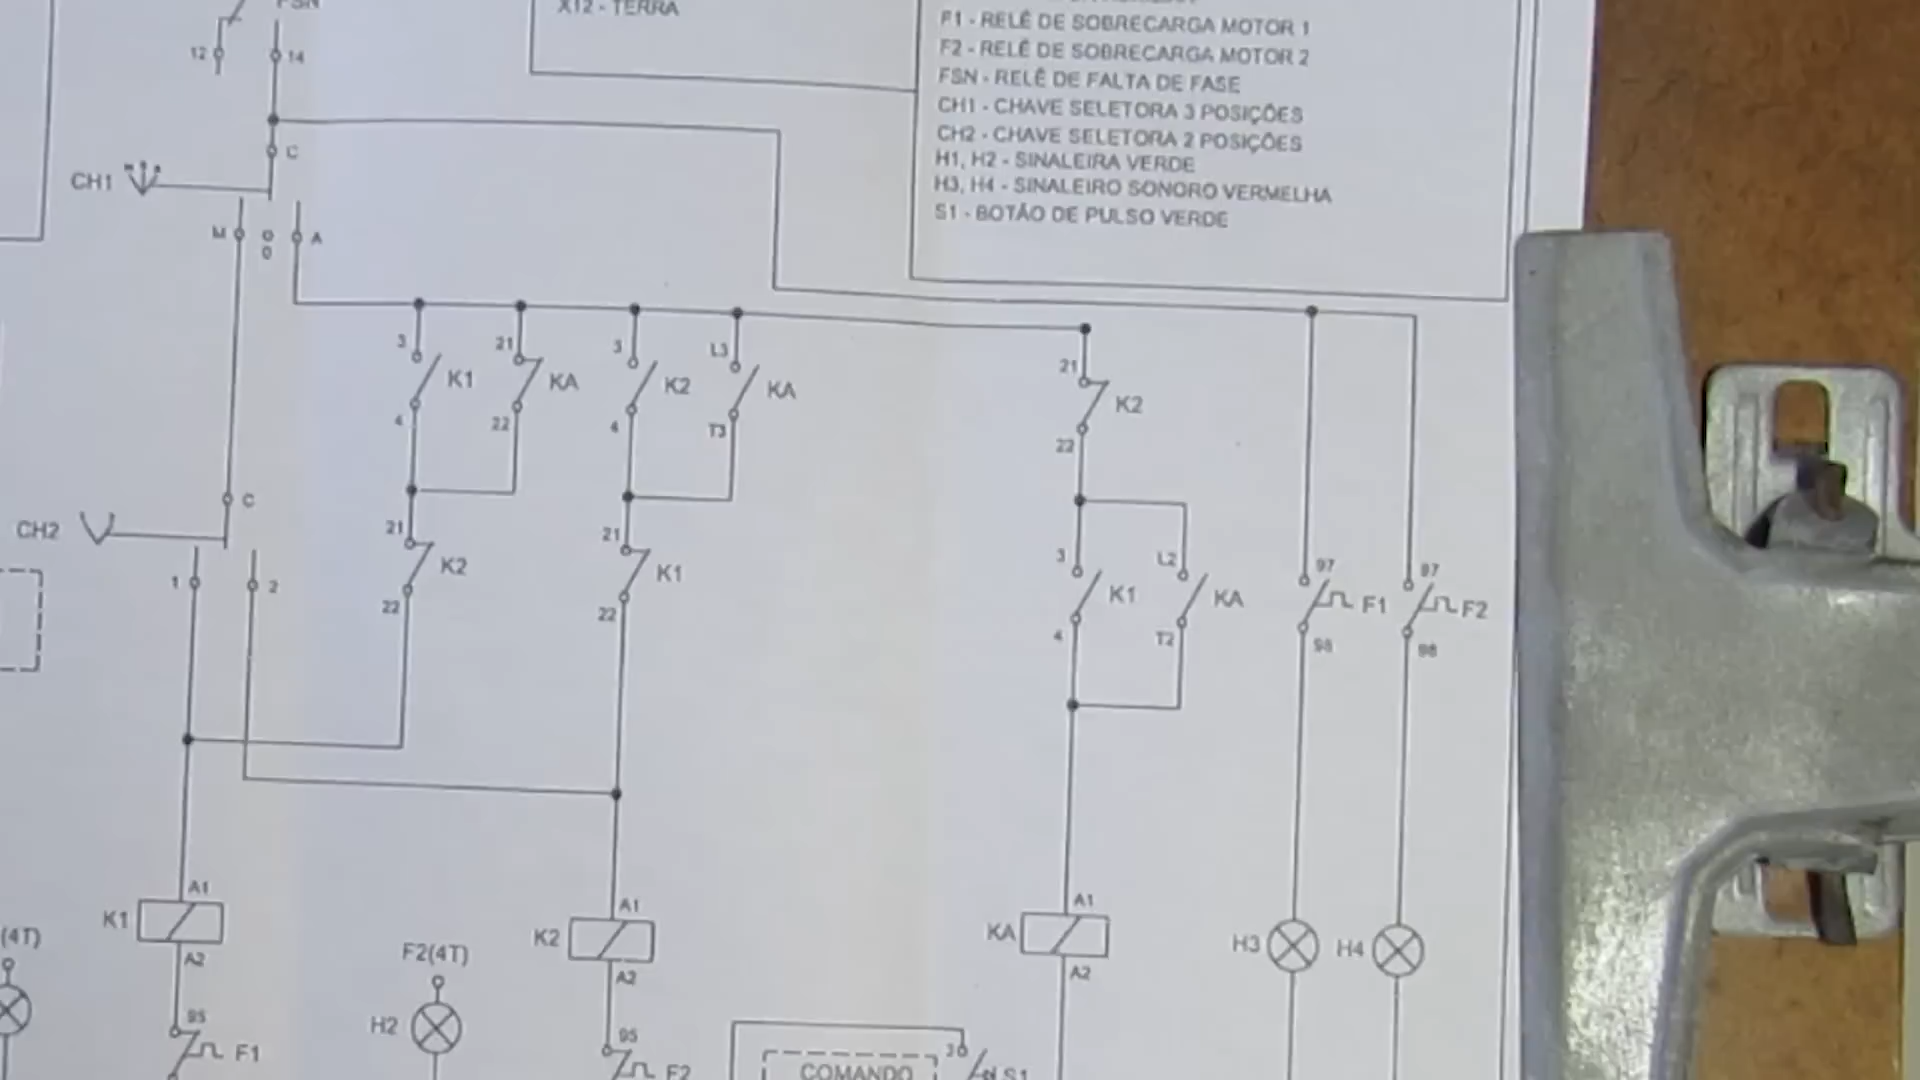 FSN
12
14
C
CH1
M
0
A
X12 - TERRA
F1 - RELÊ DE SOBRECARGA MOTOR 1
F2 - RELÊ DE SOBRECARGA MOTOR 2
FSN - RELÊ DE FALTA DE FASE
CH1 - CHAVE SELETORA 3 POSIÇÕES
CH2 - CHAVE SELETORA 2 POSIÇÕES
H1, H2 - SINALEIRA VERDE
H3, H4 - SINALEIRO SONORO VERMELHA
S1 - BOTÃO DE PULSO VERDE
3
K1
4
21
KA
22
3
K2
4
L3
KA
T3
21
K2
22
C
CH2
1
2
21
K2
22
21
K1
22
3
K1
4
L2
KA
T2
97
F1
98
97
F2
98
K1
A1
A2
95
F1
(4T)
F2(4T)
H2
K2
A1
A2
95
F2
KA
A1
A2
H3
H4
COMANDO
3
S1